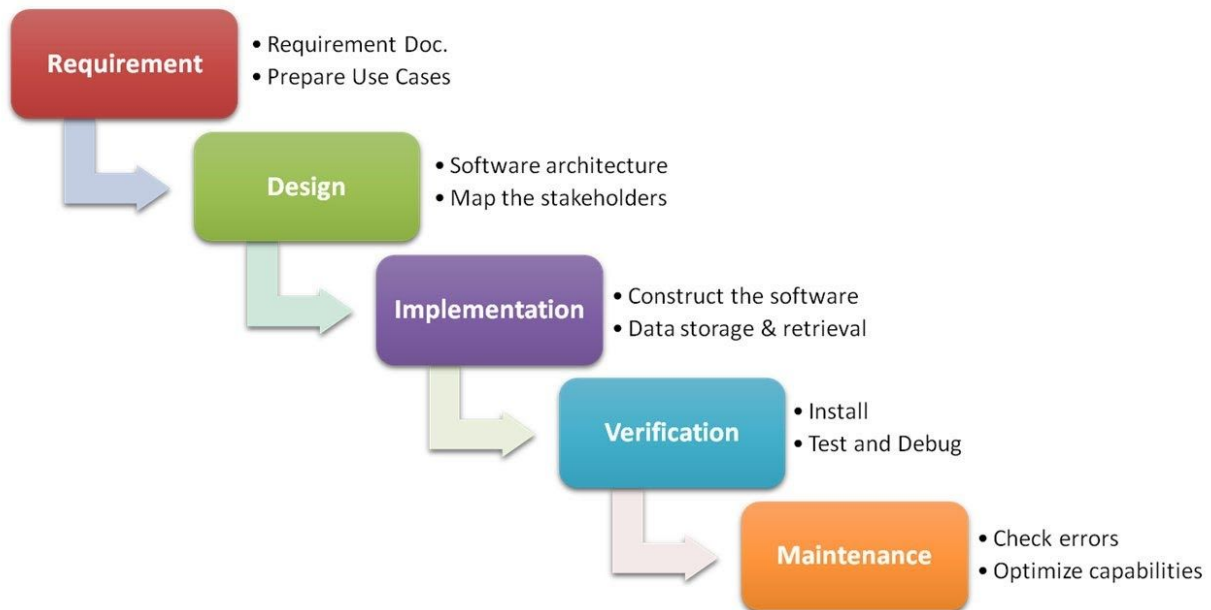 Requirement
• Requirement Doc.
• Prepare Use Cases
Design
• Software architecture
• Map the stakeholders
Implementation
• Construct the software
• Data storage & retrieval
Verification
• Install
• Test and Debug
Maintenance
• Check errors
• Optimize capabilities